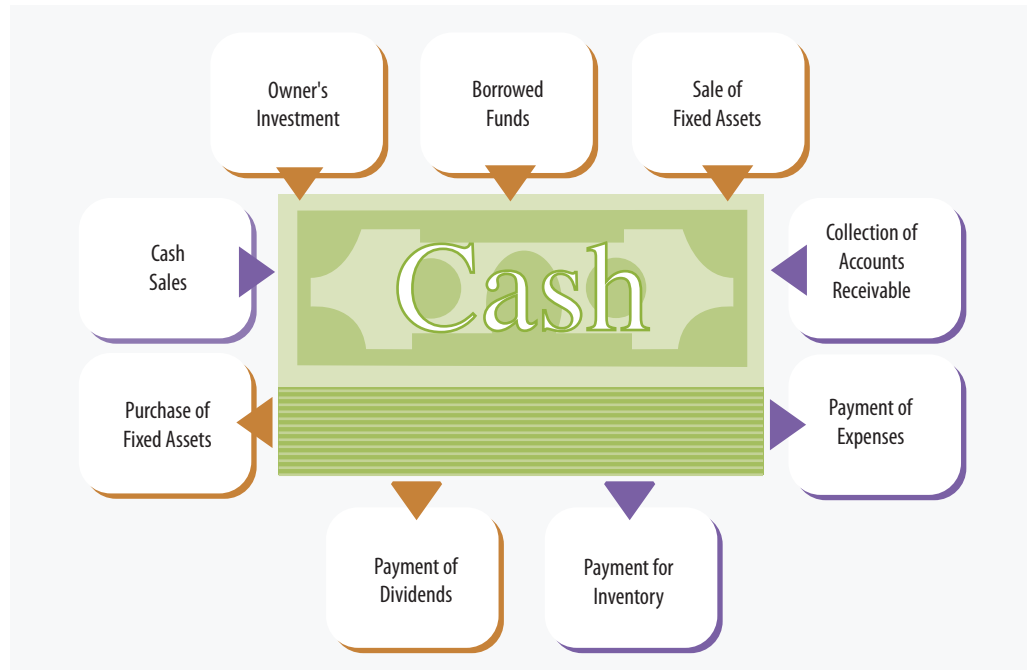 Owner's
Investment
Borrowed
Funds
Sale of
Fixed Assets
Cash
Sales
Cash
Collection of
Accounts
Receivable
Purchase of
Fixed Assets
Payment of
Expenses
Payment of
Dividends
Payment for
Inventory